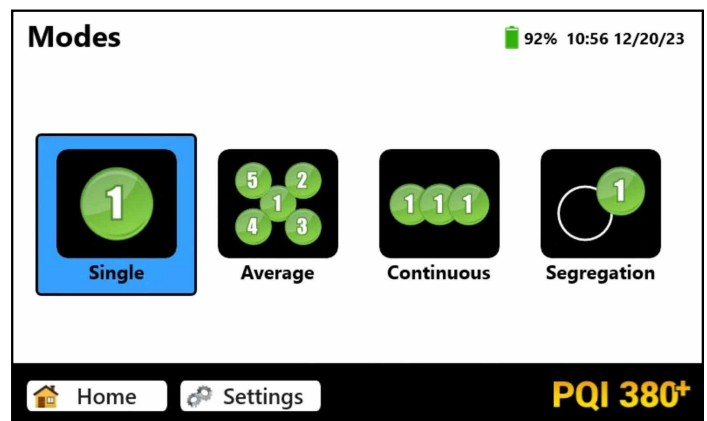 Modes
92% 10:56 12/20/23
1
5 2
1
4 3
1 1 1
1
Single
Average
Continuous
Segregation
Home
Settings
PQI 380+